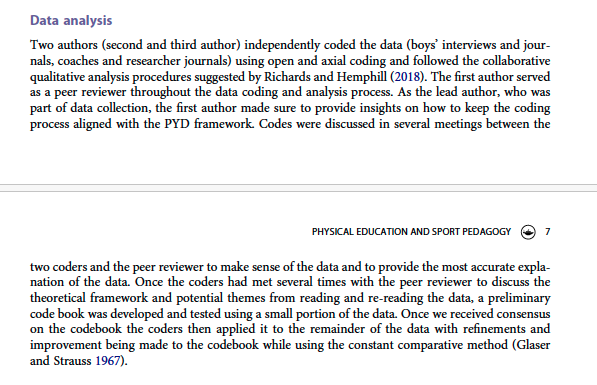 Data analysis
Two authors (second and third author) independently coded the data (boys' interviews and jour-
nals, coaches and researcher journals) using open and axial coding and followed the collaborative
qualitative analysis procedures suggested by Richards and Hemphill (2018). The first author served
as a peer reviewer throughout the data coding and analysis process. As the lead author, who was
part of data collection, the first author made sure to provide insights on how to keep the coding
process aligned with the PYD framework. Codes were discussed in several meetings between the
PHYSICAL EDUCATION AND SPORT PEDAGOGY 7
two coders and the peer reviewer to make sense of the data and to provide the most accurate expla-
nation of the data. Once the coders had met several times with the peer reviewer to discuss the
theoretical framework and potential themes from reading and re-reading the data, a preliminary
code book was developed and tested using a small portion of the data. Once we received consensus
on the codebook the coders then applied it to the remainder of the data with refinements and
improvement being made to the codebook while using the constant comparative method (Glaser
and Strauss 1967).